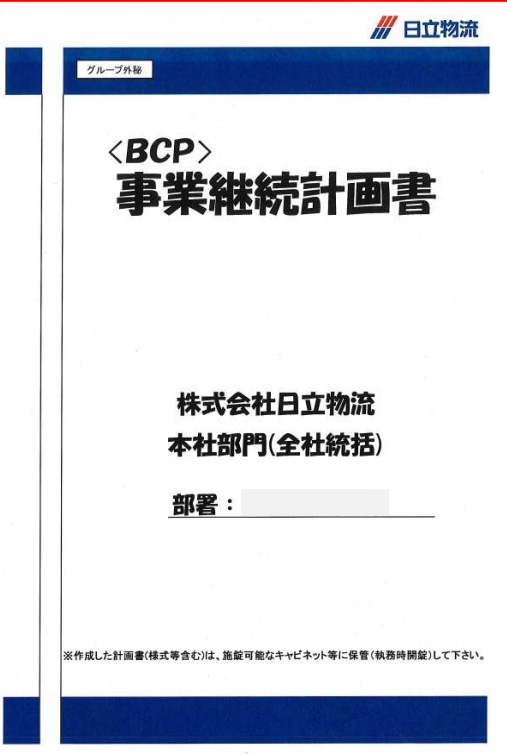 日立物流
グループ外秘
<BCP>
事業継続計画書
株式会社日立物流
本社部門(全社統括)
部署：
※作成した計画書(様式等含む)は、施錠可能なキャビネット等に保管(執務時開錠)して下さい。